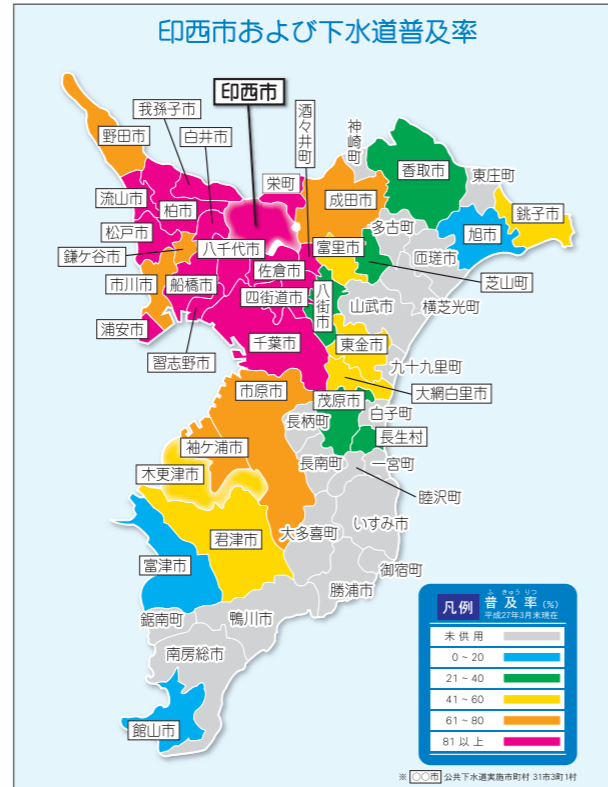 印西市および下水道普及率
印西市
我孫子市
酒々井町
神崎町
野田市
白井市
香取市
東庄町
栄町
成田市
銚子市
流山市
柏市
多古町
旭市
松戸市
八千代市
富里市
匝瑳市
鎌ケ谷市
佐倉市
芝山町
市川市
船橋市
四街道市
八街市
山武市
横芝光町
浦安市
習志野市
千葉市
東金市
九十九里町
市原市
茂原市
大網白里市
白子町
長柄町
長生村
袖ケ浦市
長南町
一宮町
木更津市
睦沢町
君津市
大多喜町
いすみ市
富津市
御宿町
勝浦市
鋸南町
鴨川市
南房総市
館山市
凡例
ふ きゅう りつ
普及率(%)
平成27年3月末現在
未供用
0~20
21~40
41~60
61~80
81以上
※ ○○市 公共下水道実施市町村 31市3町1村